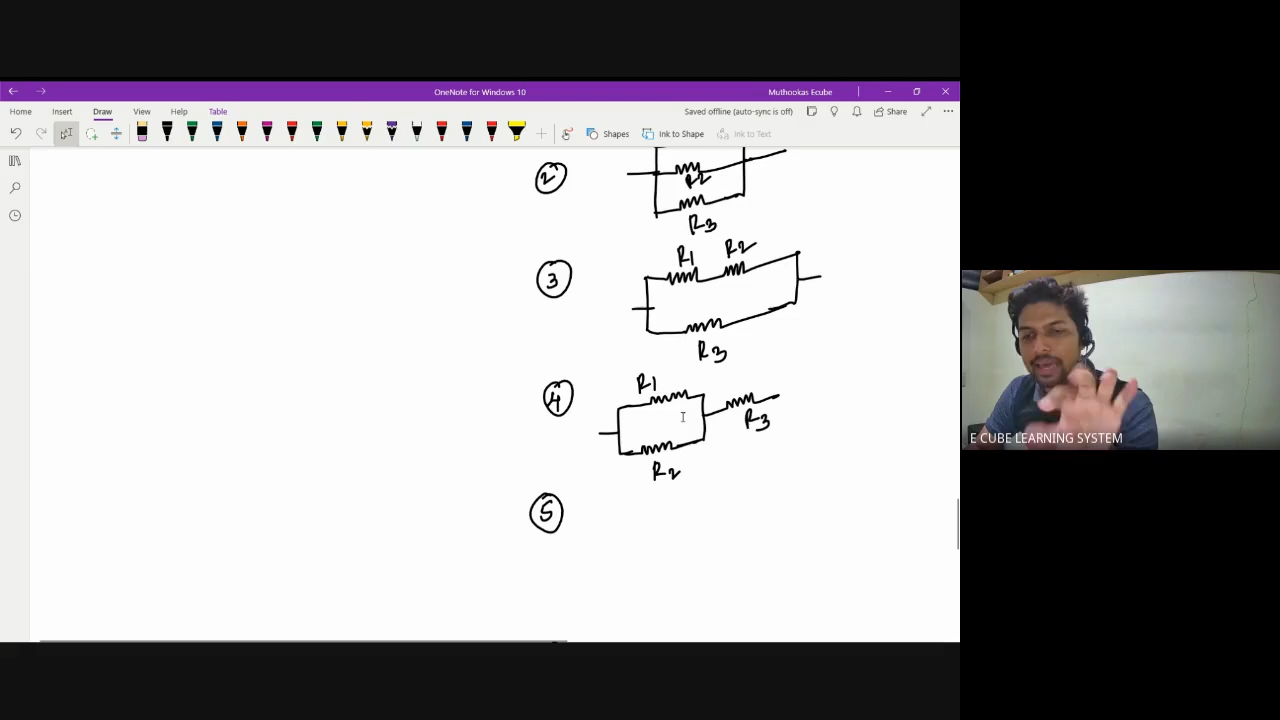 OneNote for Windows 10
Muthookas Ecube
Home Insert Draw View Help Table
Saved offline (auto-sync is off)
Share
Shapes
Ink to Shape
Ink to Text
2
R2
R3
3
R1 R2
R3
4
R1
R3
R2
5
E CUBE LEARNING SYSTEM